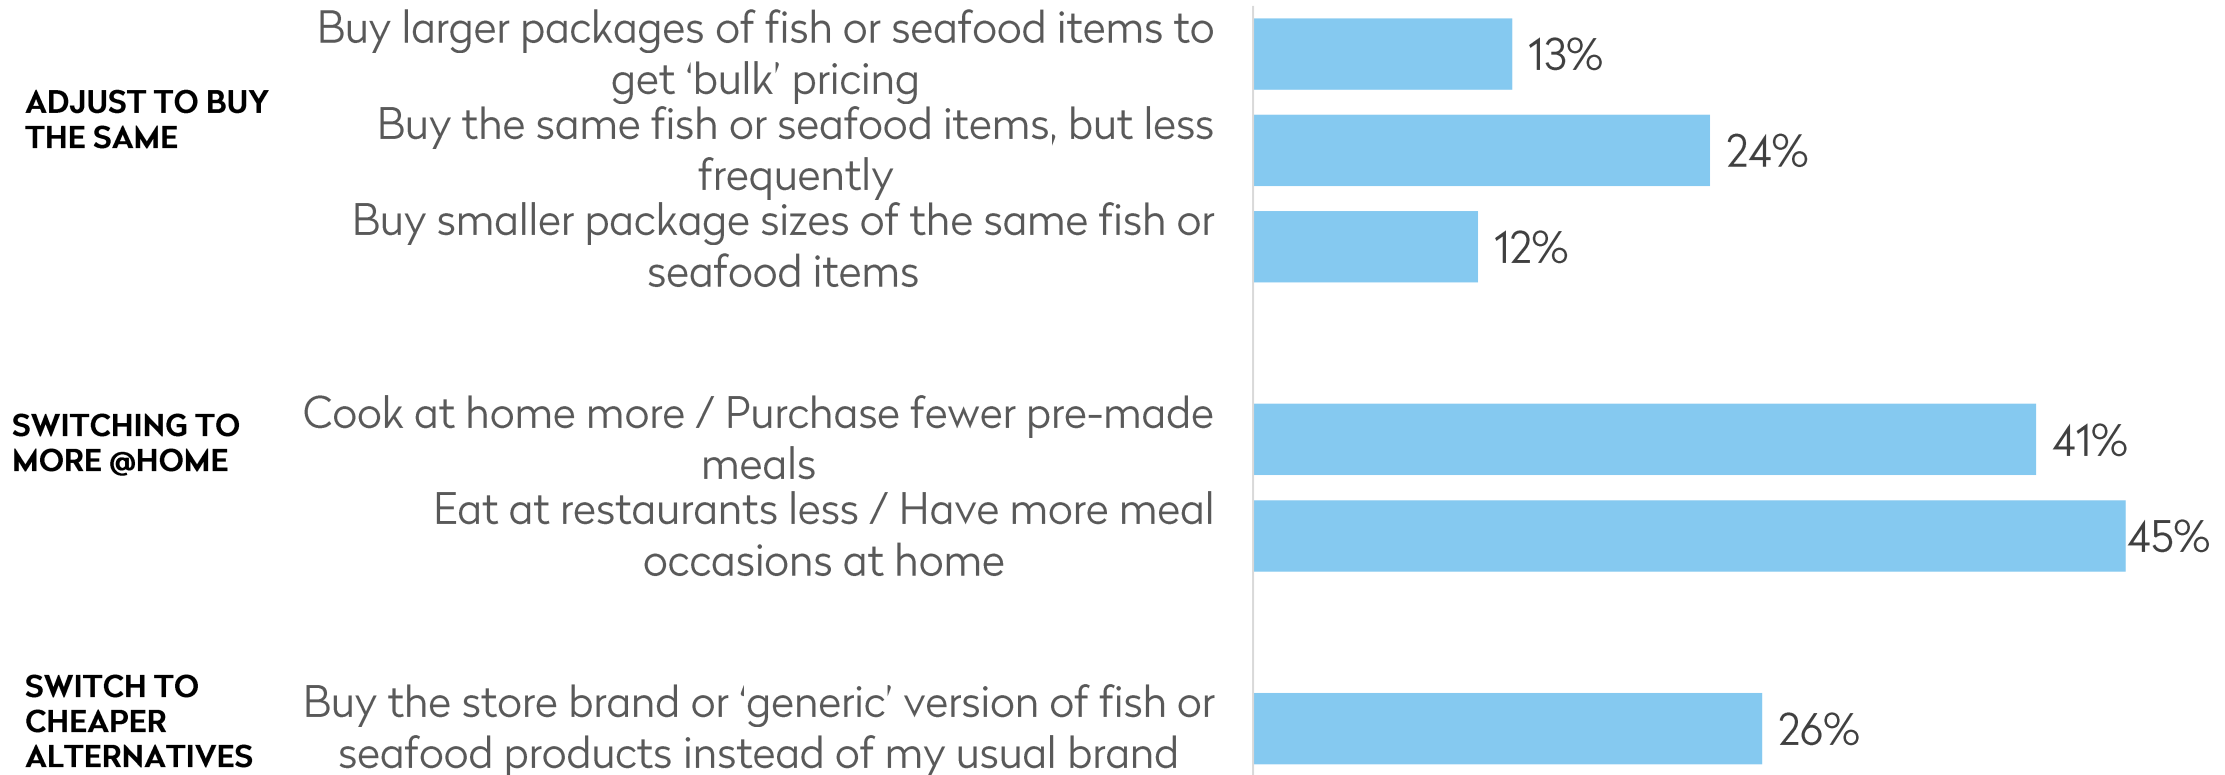 ADJUST TO BUY
THE SAME
Buy larger packages of fish or seafood items to
get ‘bulk’ pricing
13%
Buy the same fish or seafood items, but less
frequently
24%
Buy smaller package sizes of the same fish or
seafood items
12%
SWITCHING TO
MORE @HOME
Cook at home more / Purchase fewer pre-made
meals
41%
Eat at restaurants less / Have more meal
occasions at home
45%
SWITCH TO
CHEAPER
ALTERNATIVES
Buy the store brand or ‘generic’ version of fish or
seafood products instead of my usual brand
26%